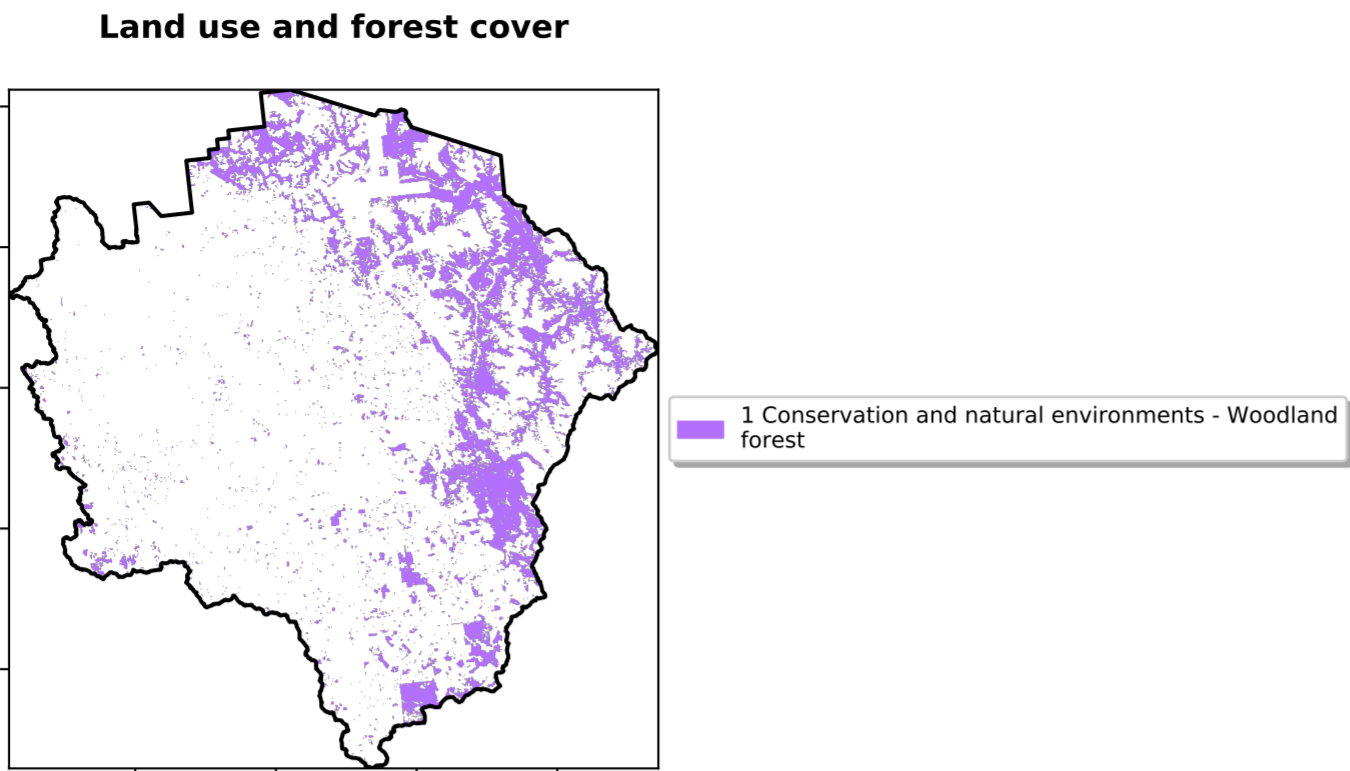 Land use and forest cover
1 Conservation and natural environments - Woodland
forest